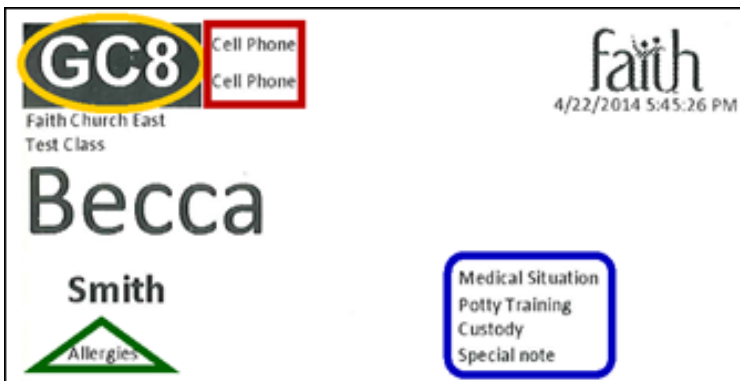 GC8
Cell Phone
Cell Phone
faith
4/22/2014 5:45:26 PM
Faith Church East
Test Class
Becca
Smith
Allergies
Medical Situation
Potty Training
Custody
Special note